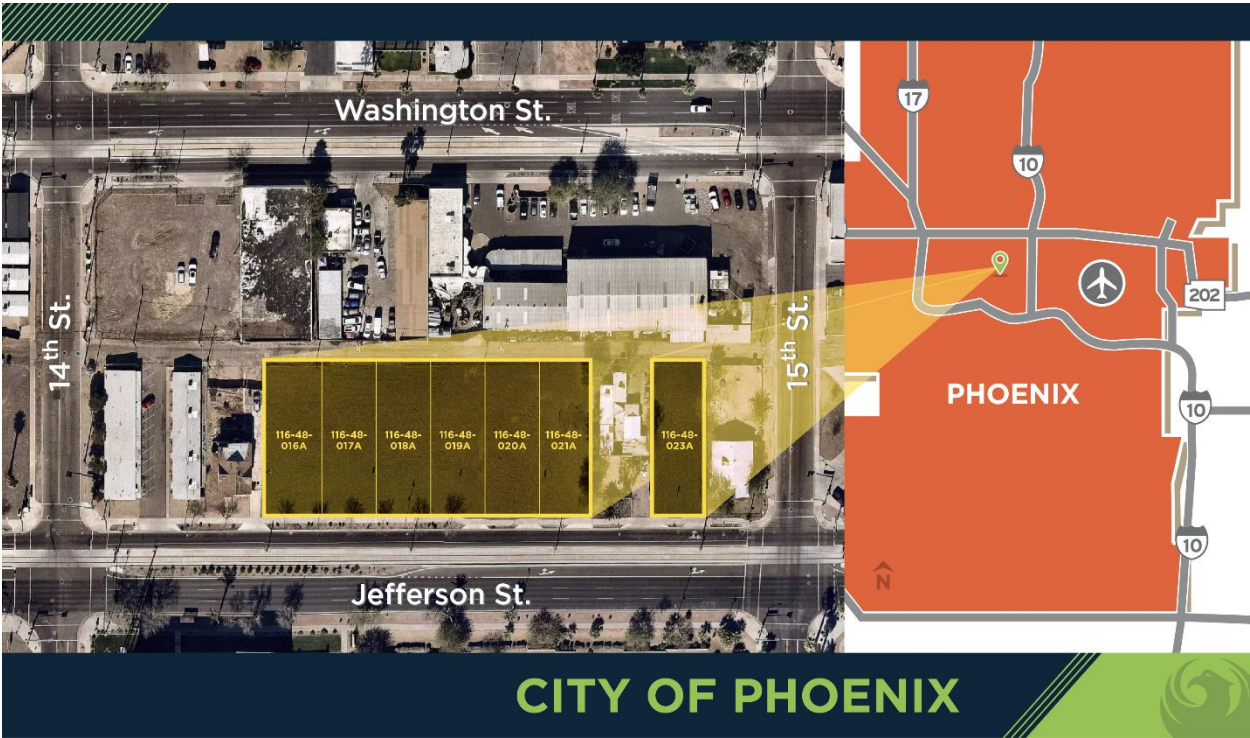 Washington St.
14th St.
15th St.
116-48-
016A
116-48-
017A
116-48-
018A
116-48-
019A
116-48-
020A
116-48-
021A
116-48-
023A
Jefferson St.
17
10
202
PHOENIX
10
10
N
CITY OF PHOENIX